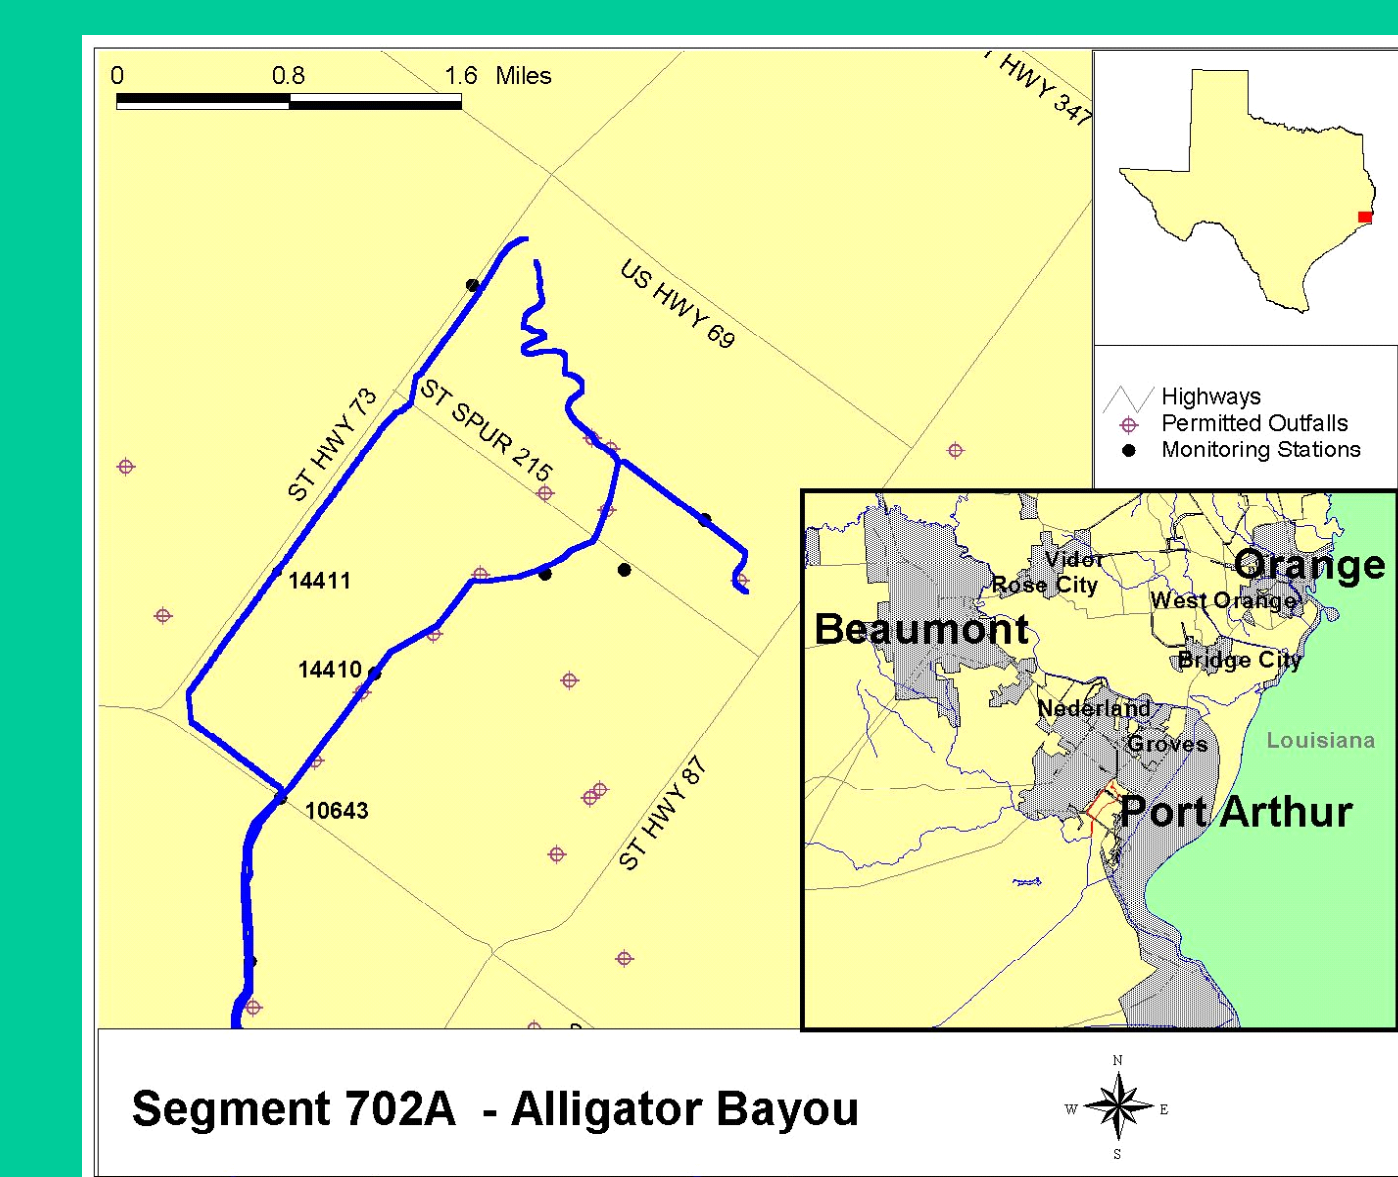 0 0.8 1.6 Miles
HWY 347
US HWY 69
ST SPUR 215
ST HWY 73
14411
14410
10643
ST HWY 87
Highways
Permitted Outfalls
Monitoring Stations
Orange
Vidor
Rose City
West Orange
Beaumont
Bridge City
Nederland
Groves
Louisiana
Port Arthur
Segment 702A - Alligator Bayou
N
W E
S